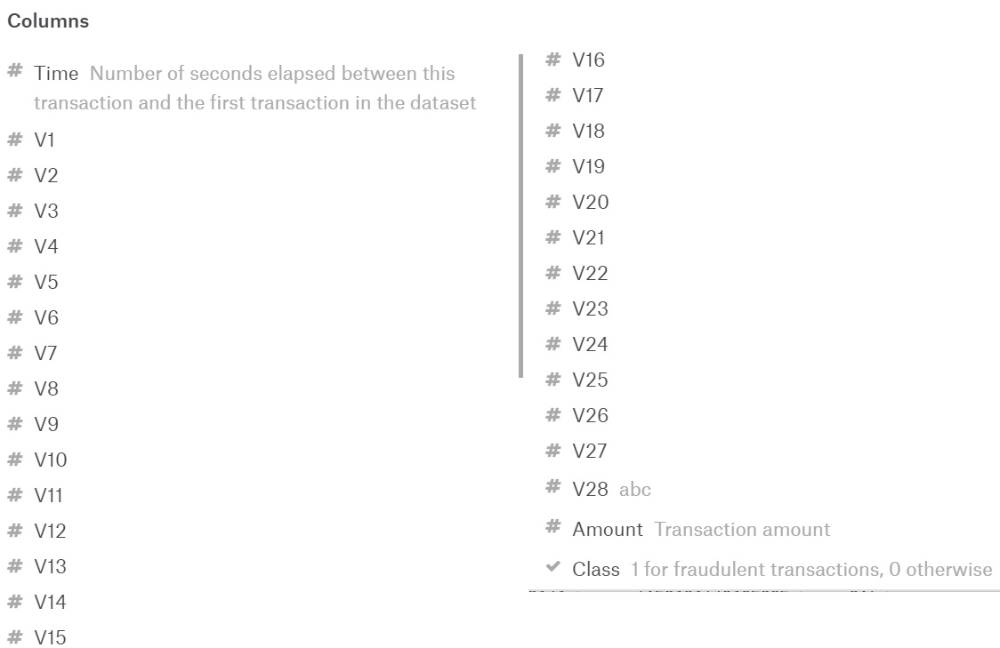 Columns
# Time Number of seconds elapsed between this
transaction and the first transaction in the dataset
# V1
# V2
# V3
# V4
# V5
# V6
# V7
# V8
# V9
# V10
# V11
# V12
# V13
# V14
# V15
# V16
# V17
# V18
# V19
# V20
# V21
# V22
# V23
# V24
# V25
# V26
# V27
# V28 abc
# Amount Transaction amount
✓ Class 1 for fraudulent transactions, 0 otherwise